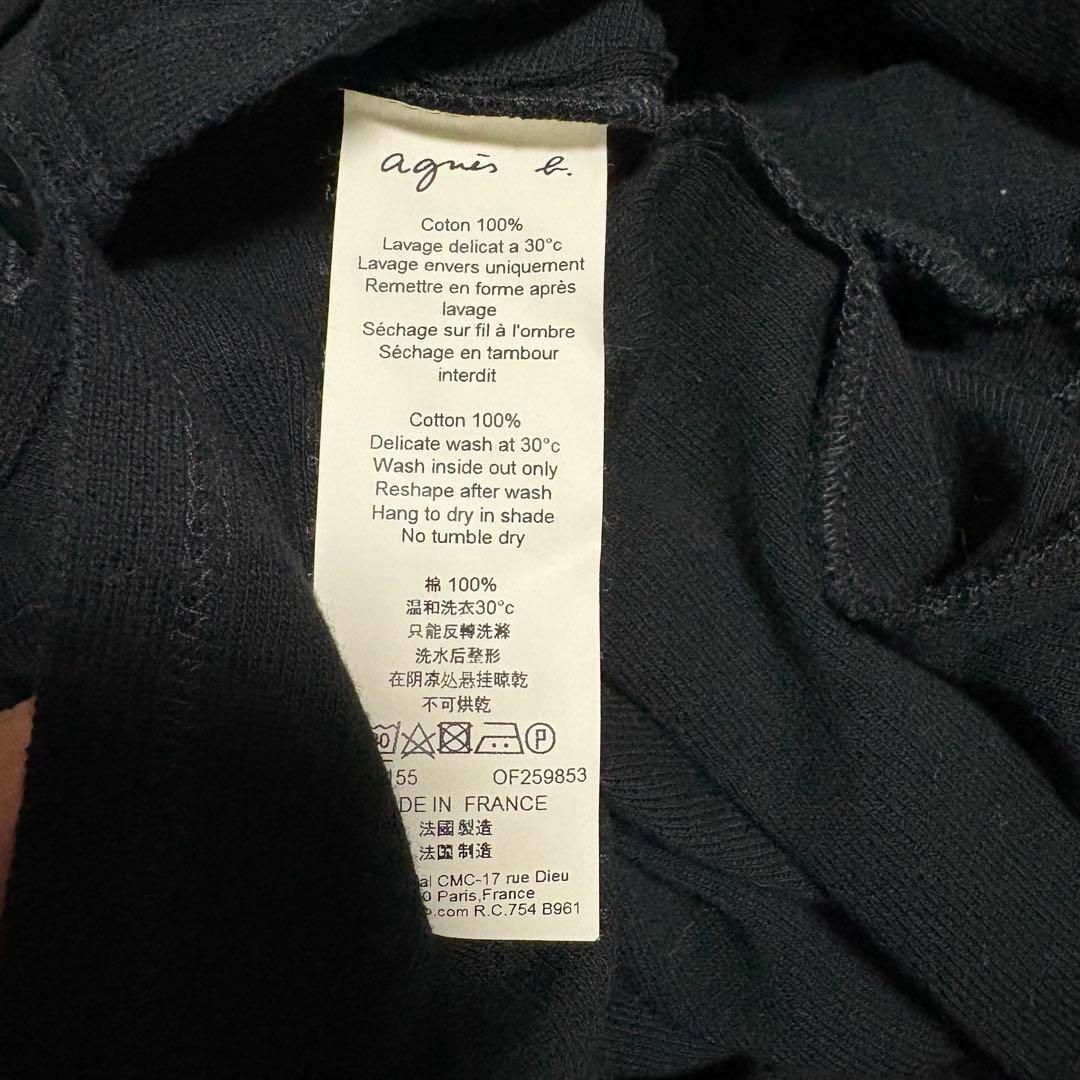 agnès b.
Coton 100%
Lavage delicat a 30°c
Lavage envers uniquement
Remettre en forme après
lavage
Séchage sur fil à l'ombre
Séchage en tambour
interdit
Cotton 100%
Delicate wash at 30°c
Wash inside out only
Reshape after wash
Hang to dry in shade
No tumble dry
棉 100%
温和洗衣30°c
只能反轉洗滌
洗水后整形
在阴凉处悬挂晾乾
不可烘乾
P
155 OF259853
DE IN FRANCE
法國製造
法国制造
al CMC-17 rue Dieu
0 Paris,France
.com R.C.754 B961